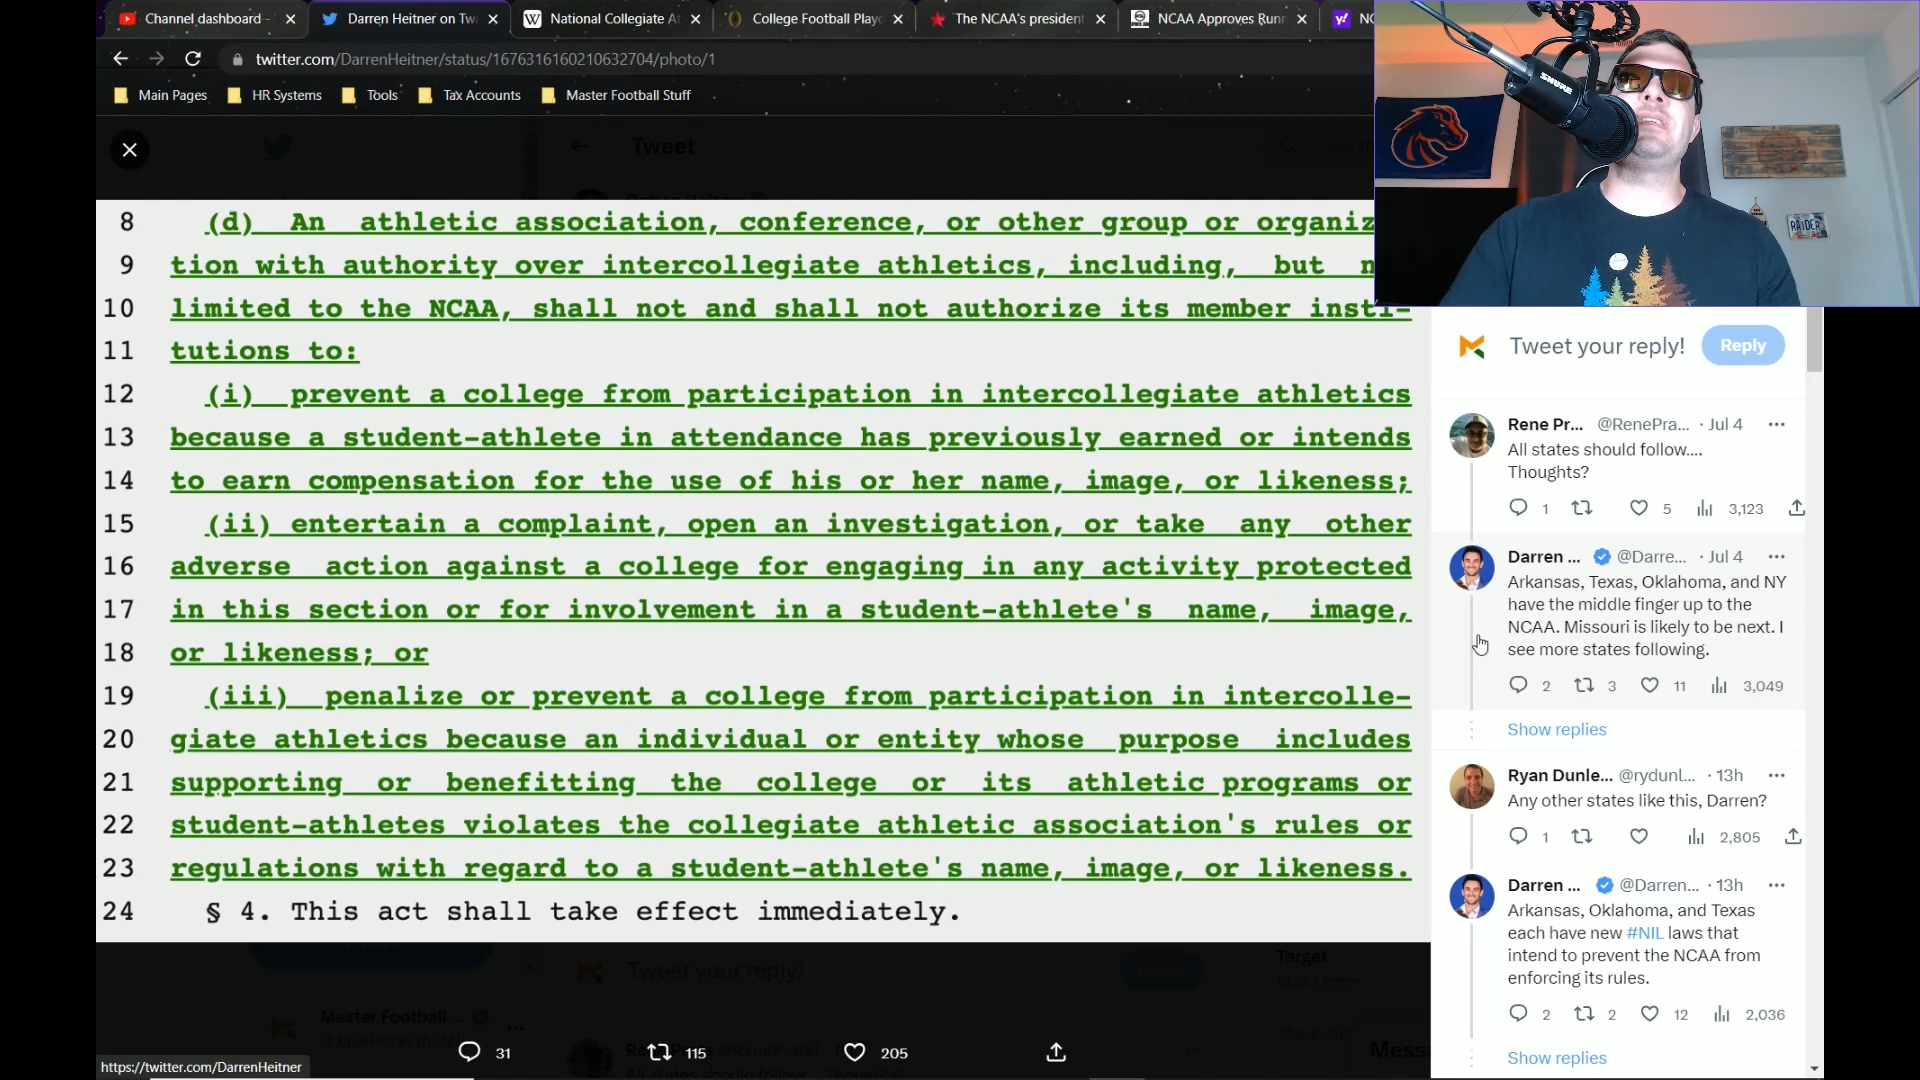 Channel dashboard -
Darren Heitner on Tw
National Collegiate A
College Football Playo
The NCAA's president
NCAA Approves Runn
twitter.com/DarrenHeitner/status/1676316160210632704/photo/1
Main Pages
HR Systems
Tools
Tax Accounts
Master Football Stuff
SHURE
RAIDER
Tweet
8 (d) An athletic association, conference, or other group or organiz
9 tion with authority over intercollegiate athletics, including, but n
10 limited to the NCAA, shall not and shall not authorize its member insti-
11 tutions to:
12 (i) prevent a college from participation in intercollegiate athletics
13 because a student-athlete in attendance has previously earned or intends
14 to earn compensation for the use of his or her name, image, or likeness;
15 (ii) entertain a complaint, open an investigation, or take any other
16 adverse action against a college for engaging in any activity protected
17 in this section or for involvement in a student-athlete's name, image,
18 or likeness; or
19 (iii) penalize or prevent a college from participation in intercolle-
20 giate athletics because an individual or entity whose purpose includes
21 supporting or benefitting the college or its athletic programs or
22 student-athletes violates the collegiate athletic association's rules or
23 regulations with regard to a student-athlete's name, image, or likeness.
24 § 4. This act shall take effect immediately.
Tweet your reply!
Reply
Rene Pr... @RenePra... · Jul 4
All states should follow....
Thoughts?
1 5 3,123
Darren ... @Darre... · Jul 4
Arkansas, Texas, Oklahoma, and NY
have the middle finger up to the
NCAA. Missouri is likely to be next. I
see more states following.
2 3 11 3,049
Show replies
Ryan Dunle... @rydunl... · 13h
Any other states like this, Darren?
1 2,805
Darren ... @Darren... · 13h
Arkansas, Oklahoma, and Texas
each have new #NIL laws that
intend to prevent the NCAA from
enforcing its rules.
2 2 12 2,036
Show replies
Tweet your reply!
Target
Master Football ...
31 115 205
https://twitter.com/DarrenHeitner